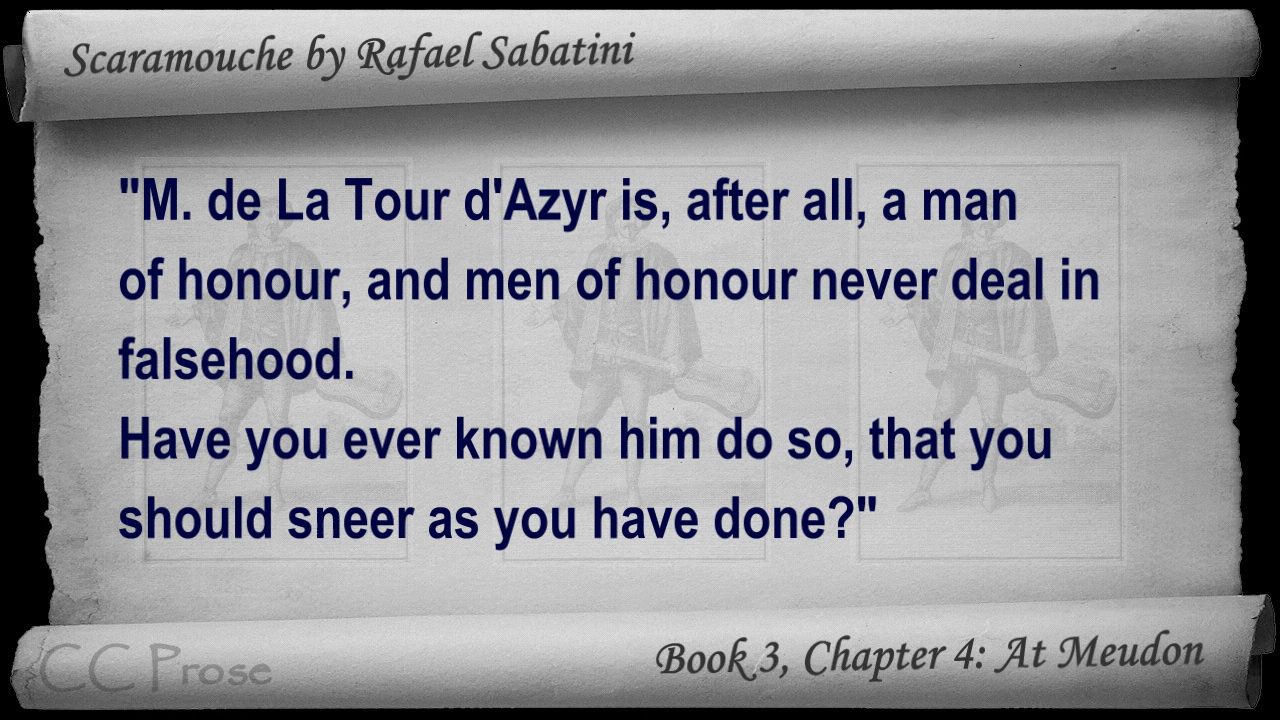 Scaramouche by Rafael Sabatini
"M. de La Tour d'Azyr is, after all, a man
of honour, and men of honour never deal in
falsehood.
Have you ever known him do so, that you
should sneer as you have done?"
CC Prose
Book 3, Chapter 4: At Meudon